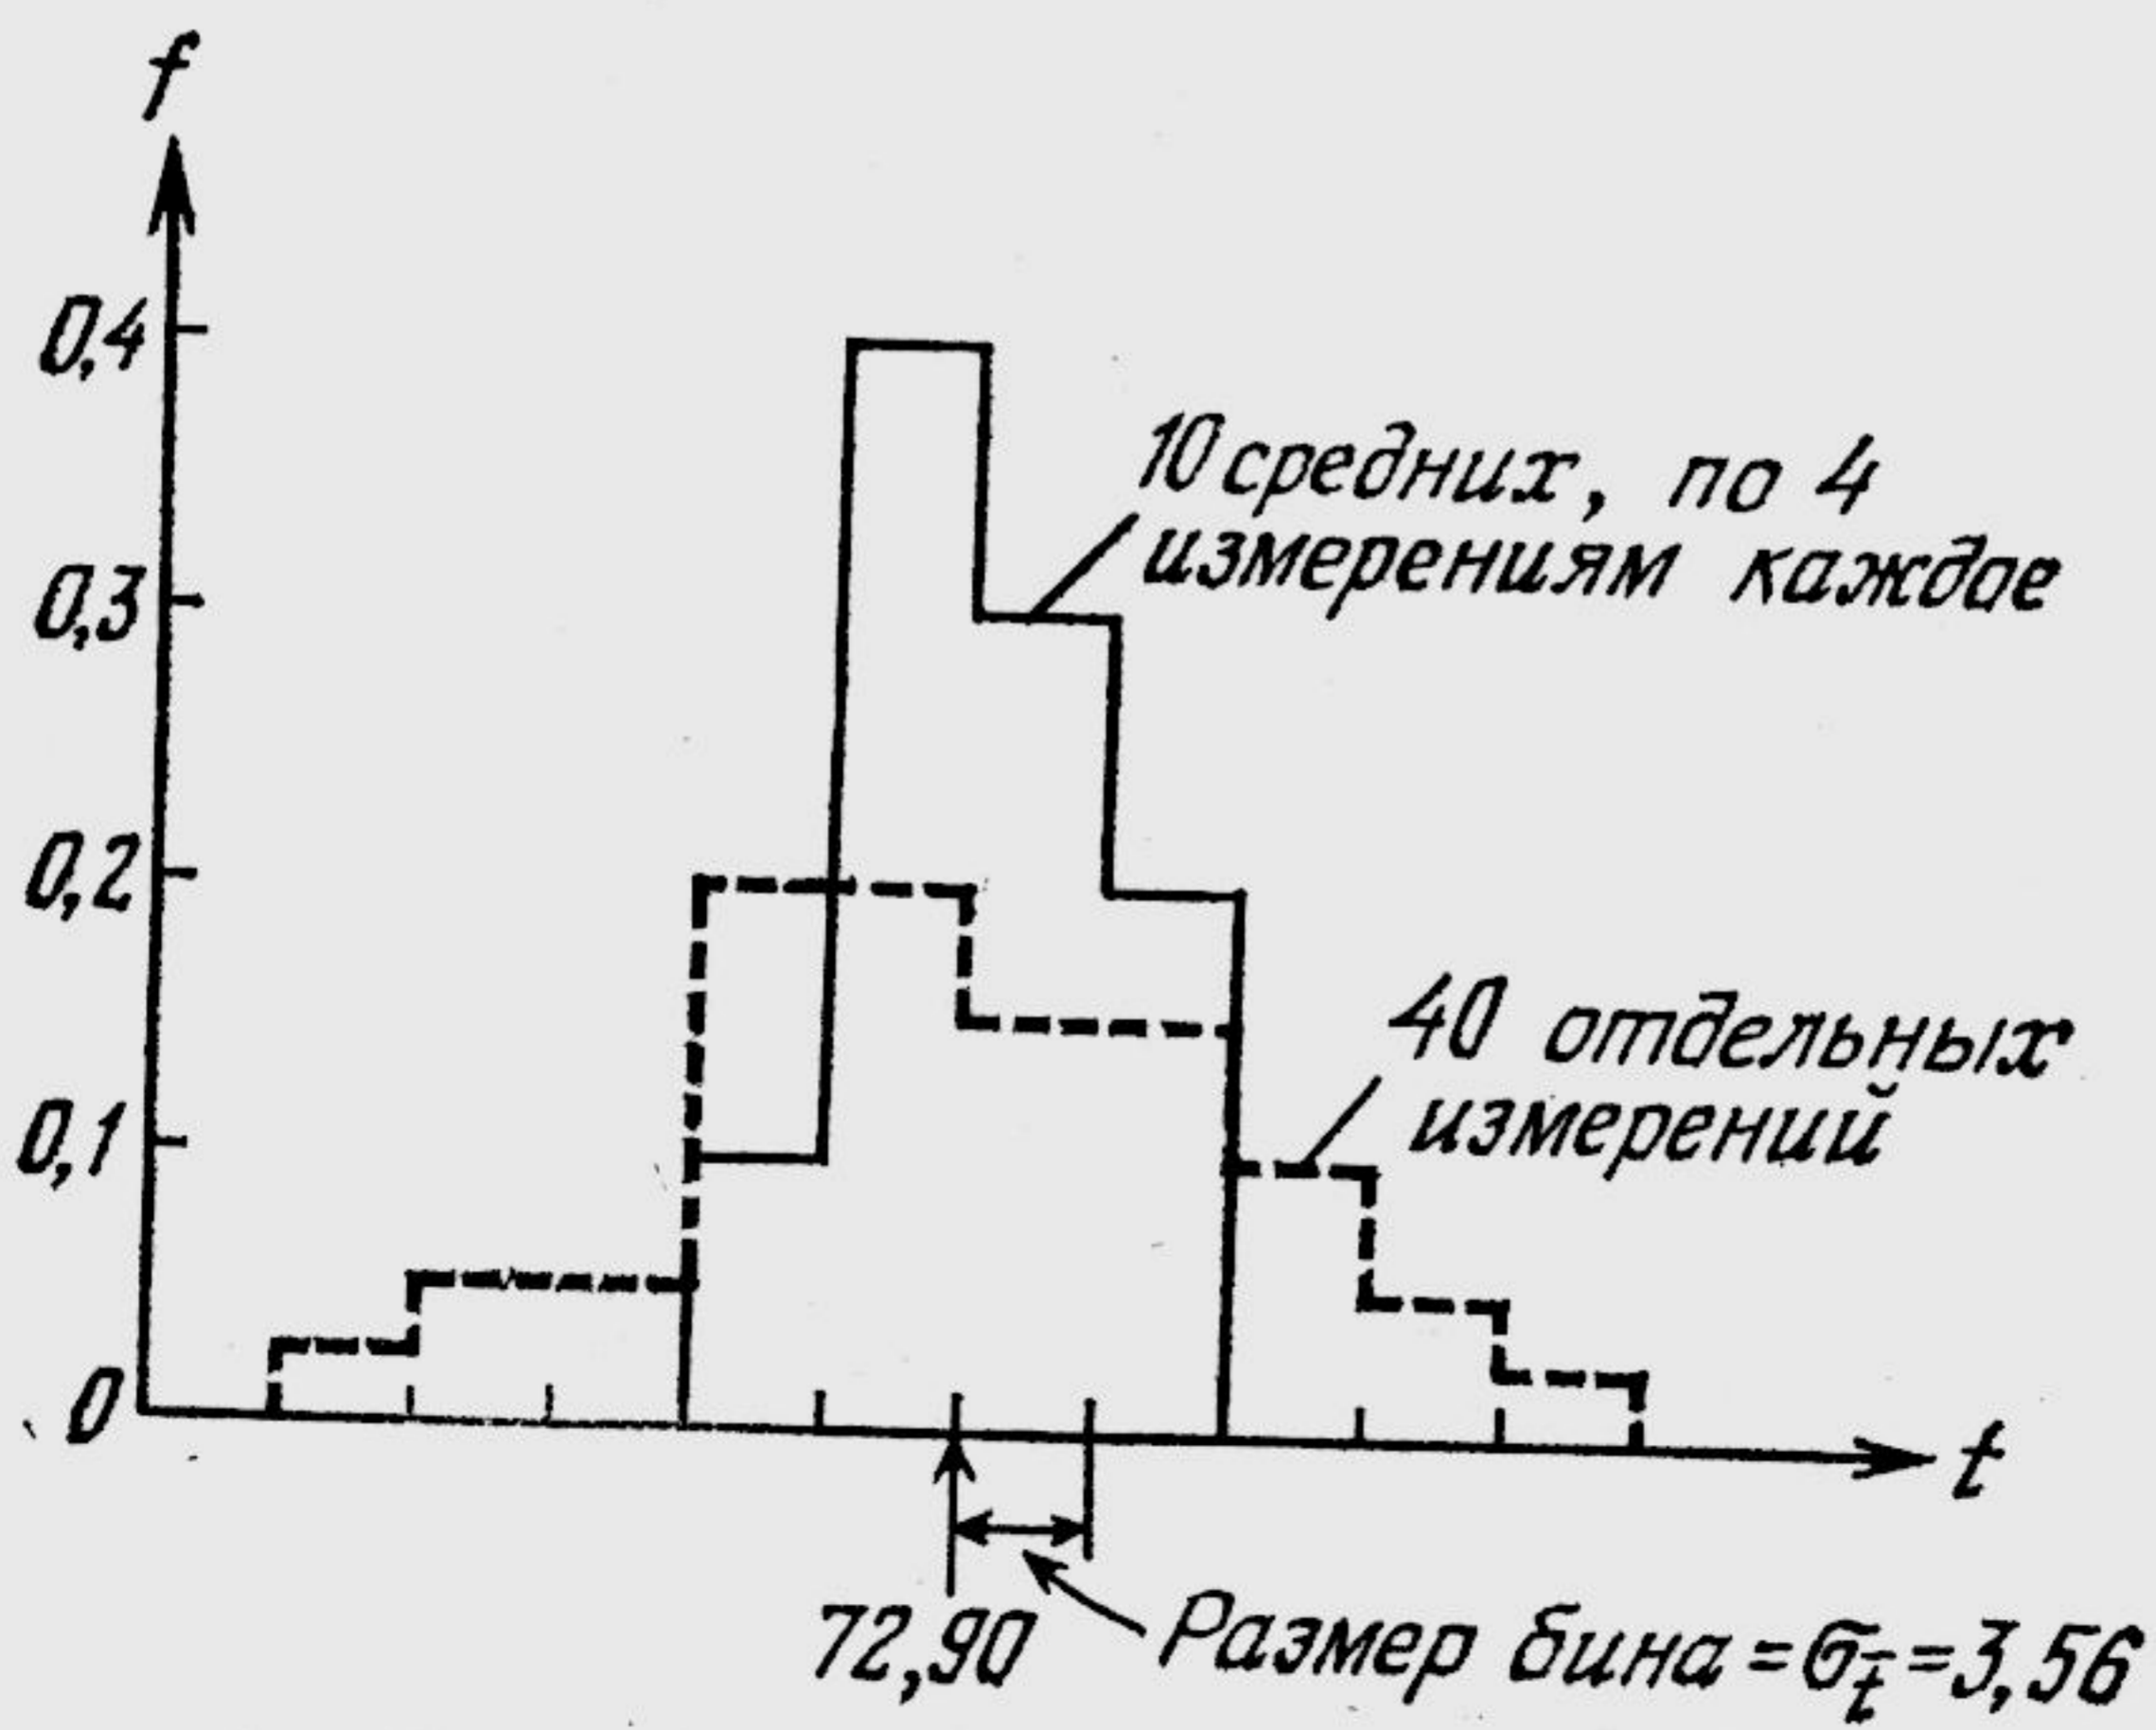 f
0,4
0,3
0,2
0,1
0
10 средних, по 4
измерениям каждое
40 отдельных
измерений
t
72,90
Размер бина = σt̄ = 3,56